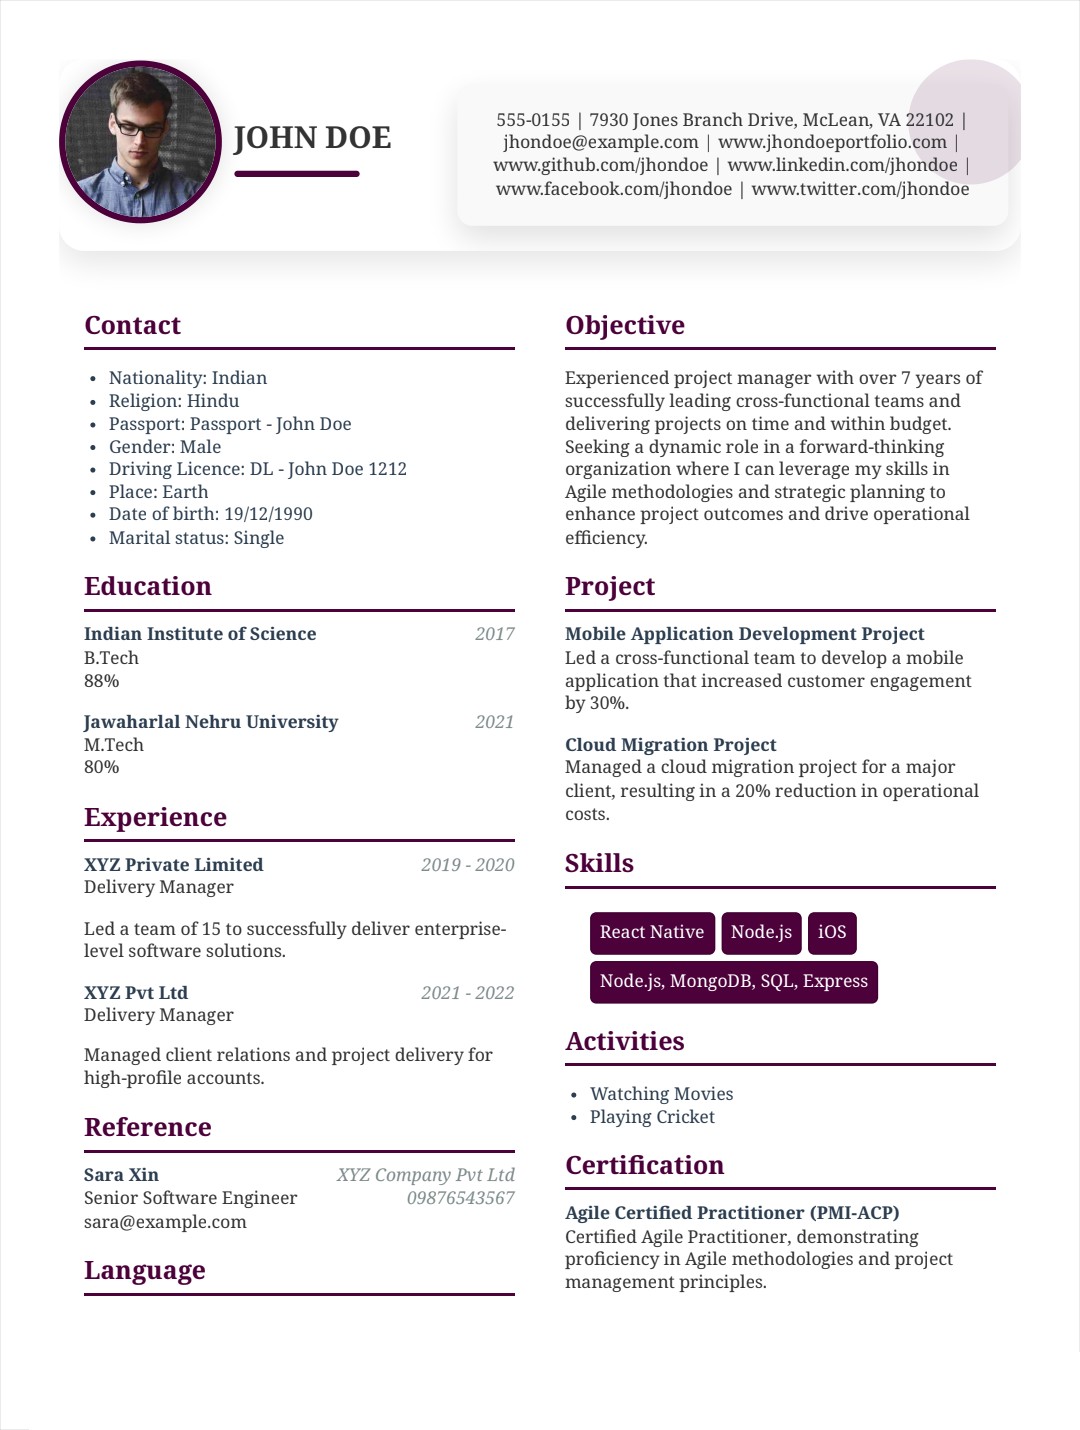 JOHN DOE
555-0155 | 7930 Jones Branch Drive, McLean, VA 22102 |
jhondoe@example.com | www.jhondoeportfolio.com |
www.github.com/jhondoe | www.linkedin.com/jhondoe |
www.facebook.com/jhondoe | www.twitter.com/jhondoe
Contact
• Nationality: Indian
• Religion: Hindu
• Passport: Passport - John Doe
• Gender: Male
• Driving Licence: DL - John Doe 1212
• Place: Earth
• Date of birth: 19/12/1990
• Marital status: Single
Education
Indian Institute of Science 2017
B.Tech
88%
Jawaharlal Nehru University 2021
M.Tech
80%
Experience
XYZ Private Limited 2019 - 2020
Delivery Manager
Led a team of 15 to successfully deliver enterprise-
level software solutions.
XYZ Pvt Ltd 2021 - 2022
Delivery Manager
Managed client relations and project delivery for
high-profile accounts.
Reference
Sara Xin XYZ Company Pvt Ltd
Senior Software Engineer 09876543567
sara@example.com
Language
Objective
Experienced project manager with over 7 years of
successfully leading cross-functional teams and
delivering projects on time and within budget.
Seeking a dynamic role in a forward-thinking
organization where I can leverage my skills in
Agile methodologies and strategic planning to
enhance project outcomes and drive operational
efficiency.
Project
Mobile Application Development Project
Led a cross-functional team to develop a mobile
application that increased customer engagement
by 30%.
Cloud Migration Project
Managed a cloud migration project for a major
client, resulting in a 20% reduction in operational
costs.
Skills
React Native Node.js iOS
Node.js, MongoDB, SQL, Express
Activities
• Watching Movies
• Playing Cricket
Certification
Agile Certified Practitioner (PMI-ACP)
Certified Agile Practitioner, demonstrating
proficiency in Agile methodologies and project
management principles.